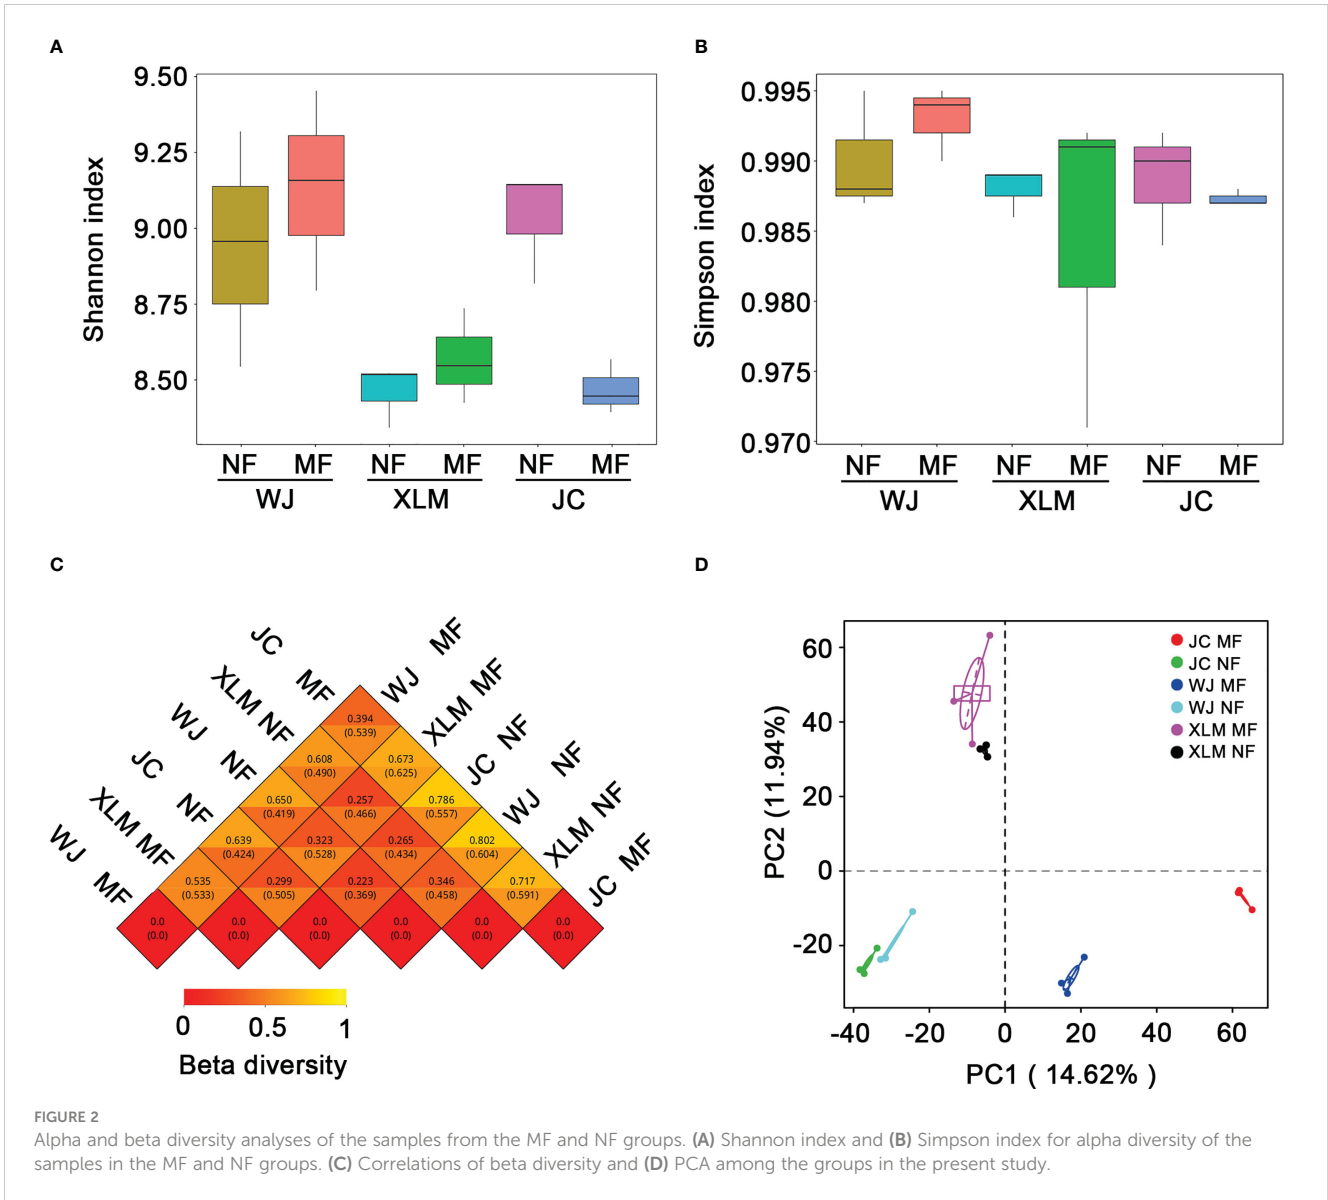 A
9.50
9.25
9.00
8.75
8.50
Shannon index
NF MF NF MF NF MF
WJ XLM JC
B
0.995
0.990
0.985
0.980
0.975
0.970
Simpson index
NF MF NF MF NF MF
WJ XLM JC
C
JC MF
XLM NF
WJ NF
JC NF
XLM MF
WJ MF
WJ MF
XLM MF
JC NF
WJ NF
XLM NF
JC MF
0.394
(0.539)
0.608 0.673
(0.490) (0.625)
0.650 0.257 0.786
(0.419) (0.466) (0.557)
0.639 0.323 0.265 0.802
(0.424) (0.528) (0.434) (0.604)
0.535 0.299 0.223 0.346 0.717
(0.533) (0.505) (0.369) (0.458) (0.591)
0.0 0.0 0.0 0.0 0.0 0.0
(0.0) (0.0) (0.0) (0.0) (0.0) (0.0)
0 0.5 1
Beta diversity
D
60
40
20
0
-20
PC2 (11.94%)
JC MF
JC NF
WJ MF
WJ NF
XLM MF
XLM NF
-40 -20 0 20 40 60
PC1 ( 14.62% )
FIGURE 2
Alpha and beta diversity analyses of the samples from the MF and NF groups. (A) Shannon index and (B) Simpson index for alpha diversity of the
samples in the MF and NF groups. (C) Correlations of beta diversity and (D) PCA among the groups in the present study.